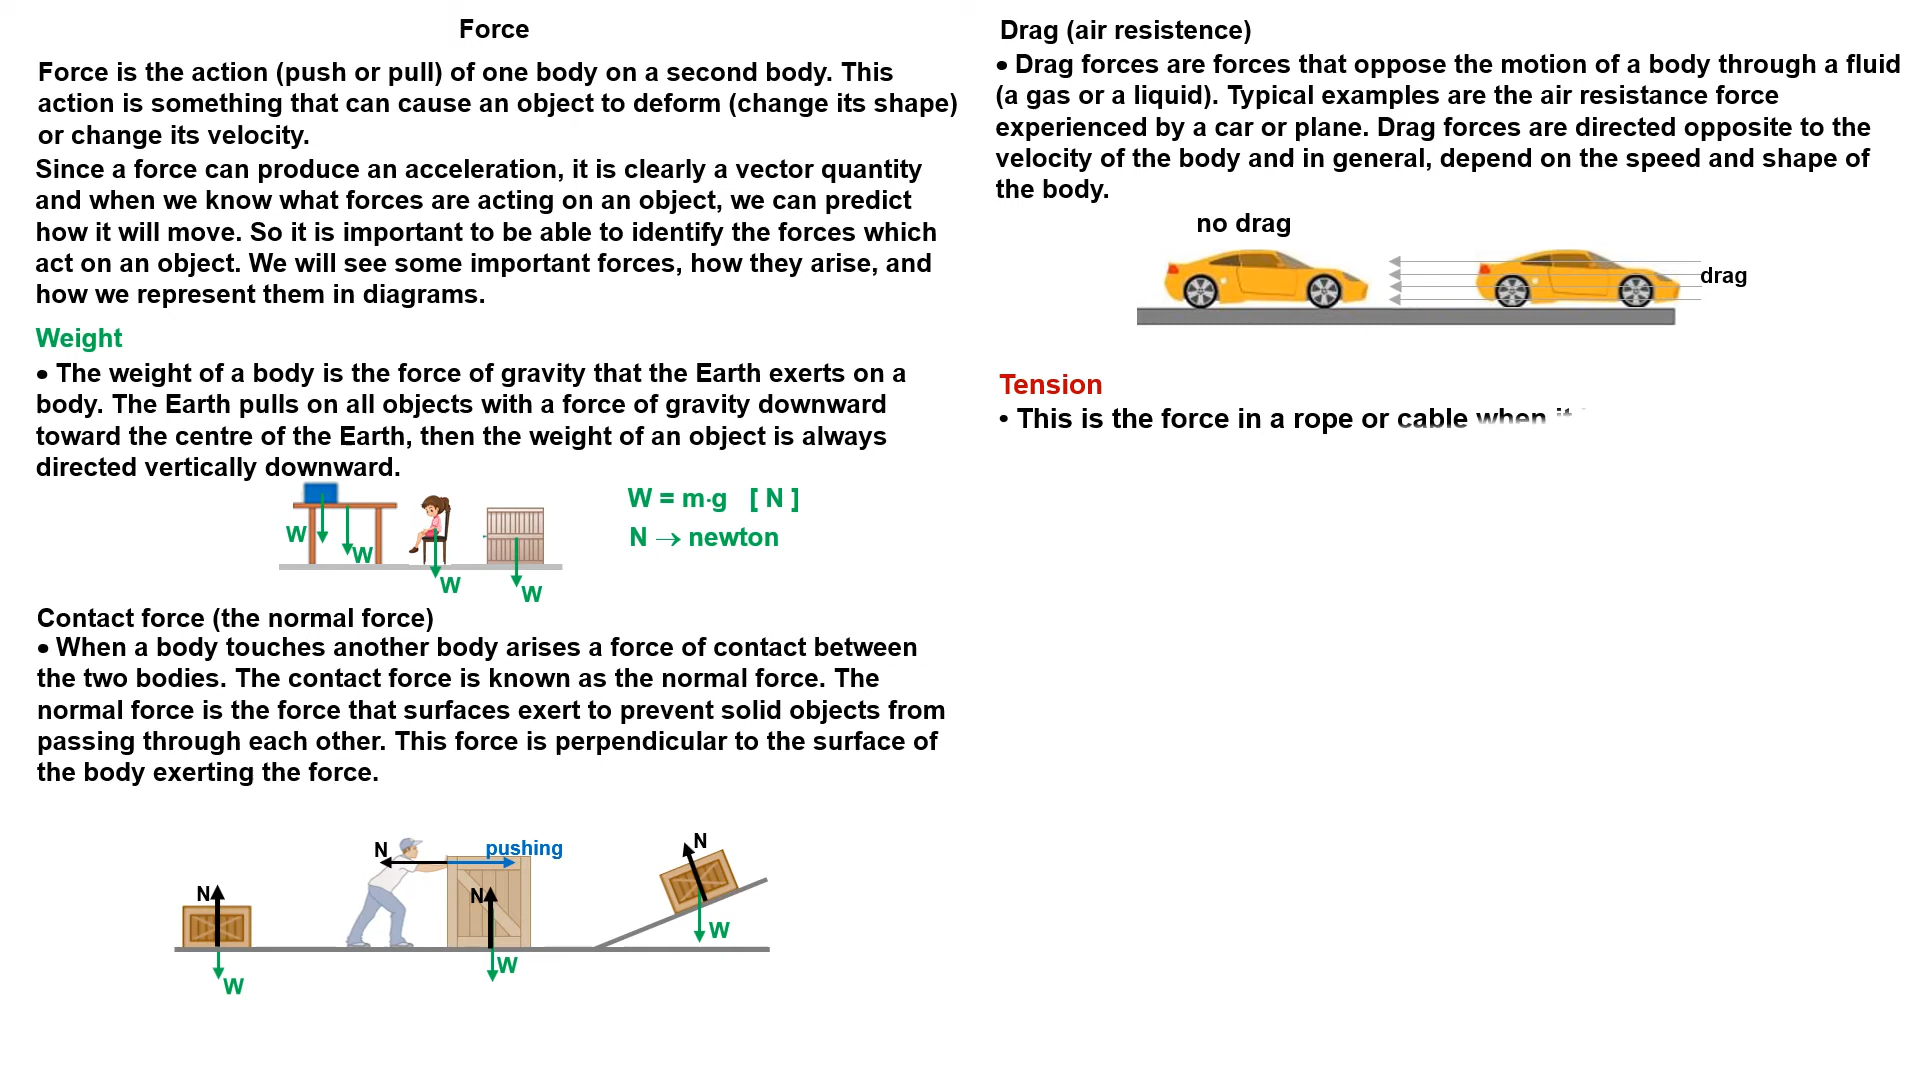 Force
Force is the action (push or pull) of one body on a second body. This
action is something that can cause an object to deform (change its shape)
or change its velocity.
Since a force can produce an acceleration, it is clearly a vector quantity
and when we know what forces are acting on an object, we can predict
how it will move. So it is important to be able to identify the forces which
act on an object. We will see some important forces, how they arise, and
how we represent them in diagrams.
Weight
• The weight of a body is the force of gravity that the Earth exerts on a
body. The Earth pulls on all objects with a force of gravity downward
toward the centre of the Earth, then the weight of an object is always
directed vertically downward.
W
W
W
W
W = m·g [ N ]
N → newton
Contact force (the normal force)
• When a body touches another body arises a force of contact between
the two bodies. The contact force is known as the normal force. The
normal force is the force that surfaces exert to prevent solid objects from
passing through each other. This force is perpendicular to the surface of
the body exerting the force.
N
W
N
pushing
N
W
N
W
Drag (air resistence)
• Drag forces are forces that oppose the motion of a body through a fluid
(a gas or a liquid). Typical examples are the air resistance force
experienced by a car or plane. Drag forces are directed opposite to the
velocity of the body and in general, depend on the speed and shape of
the body.
no drag
drag
Tension
• This is the force in a rope or cable when it